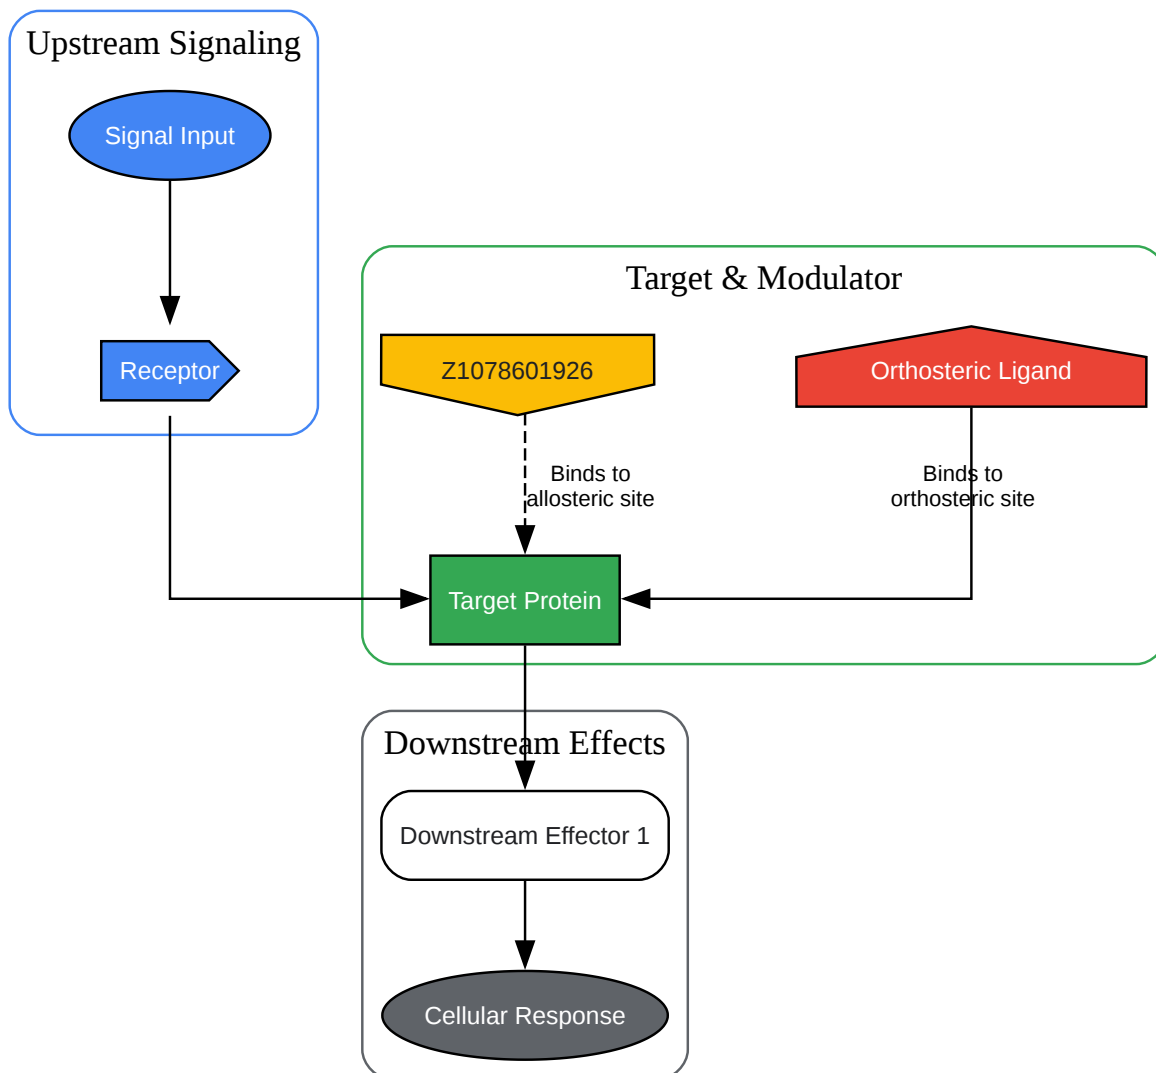 Upstream Signaling
Signal Input
Receptor
Target & Modulator
Z1078601926
Orthosteric Ligand
Binds to
allosteric site
Binds to
orthosteric site
Target Protein
Downstream Effects
Downstream Effector 1
Cellular Response